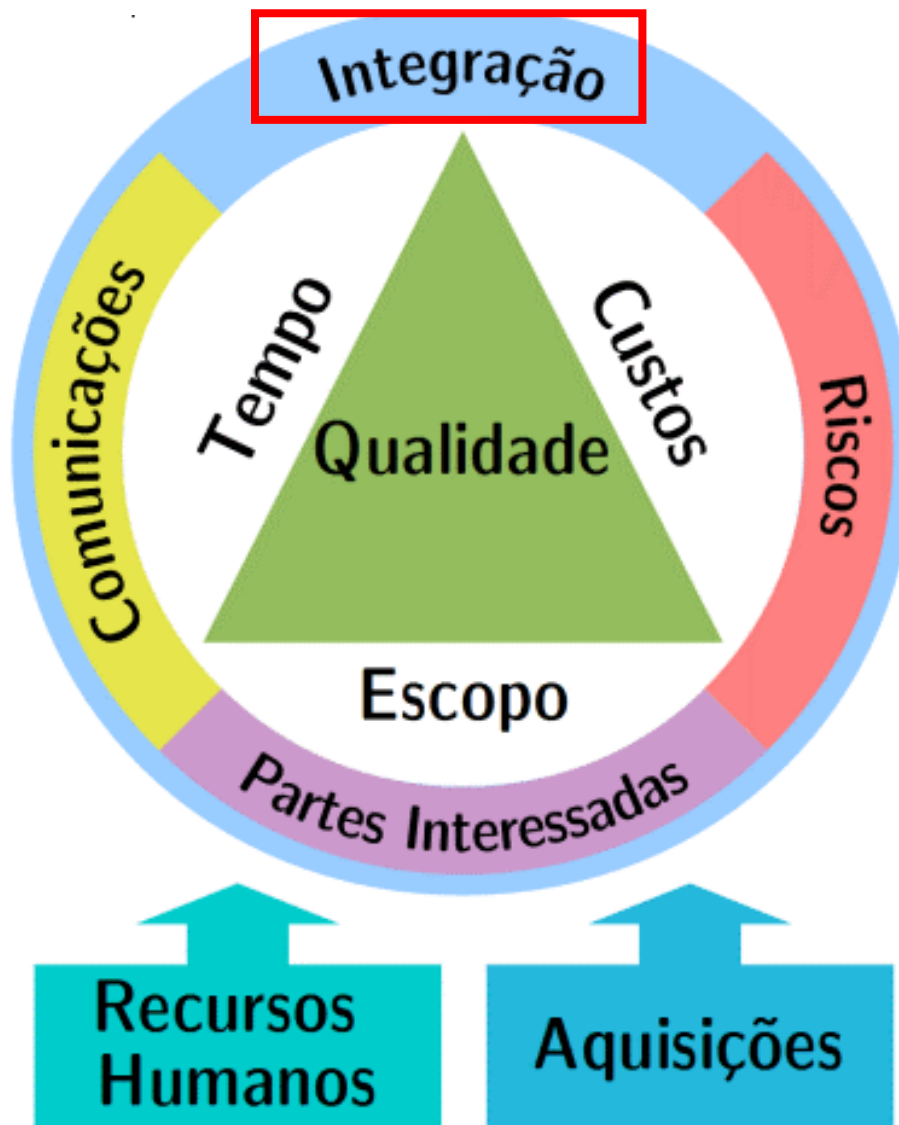 Integração
Comunicações
Tempo
Custos
Riscos
Qualidade
Escopo
Partes Interessadas
Recursos
Humanos
Aquisições